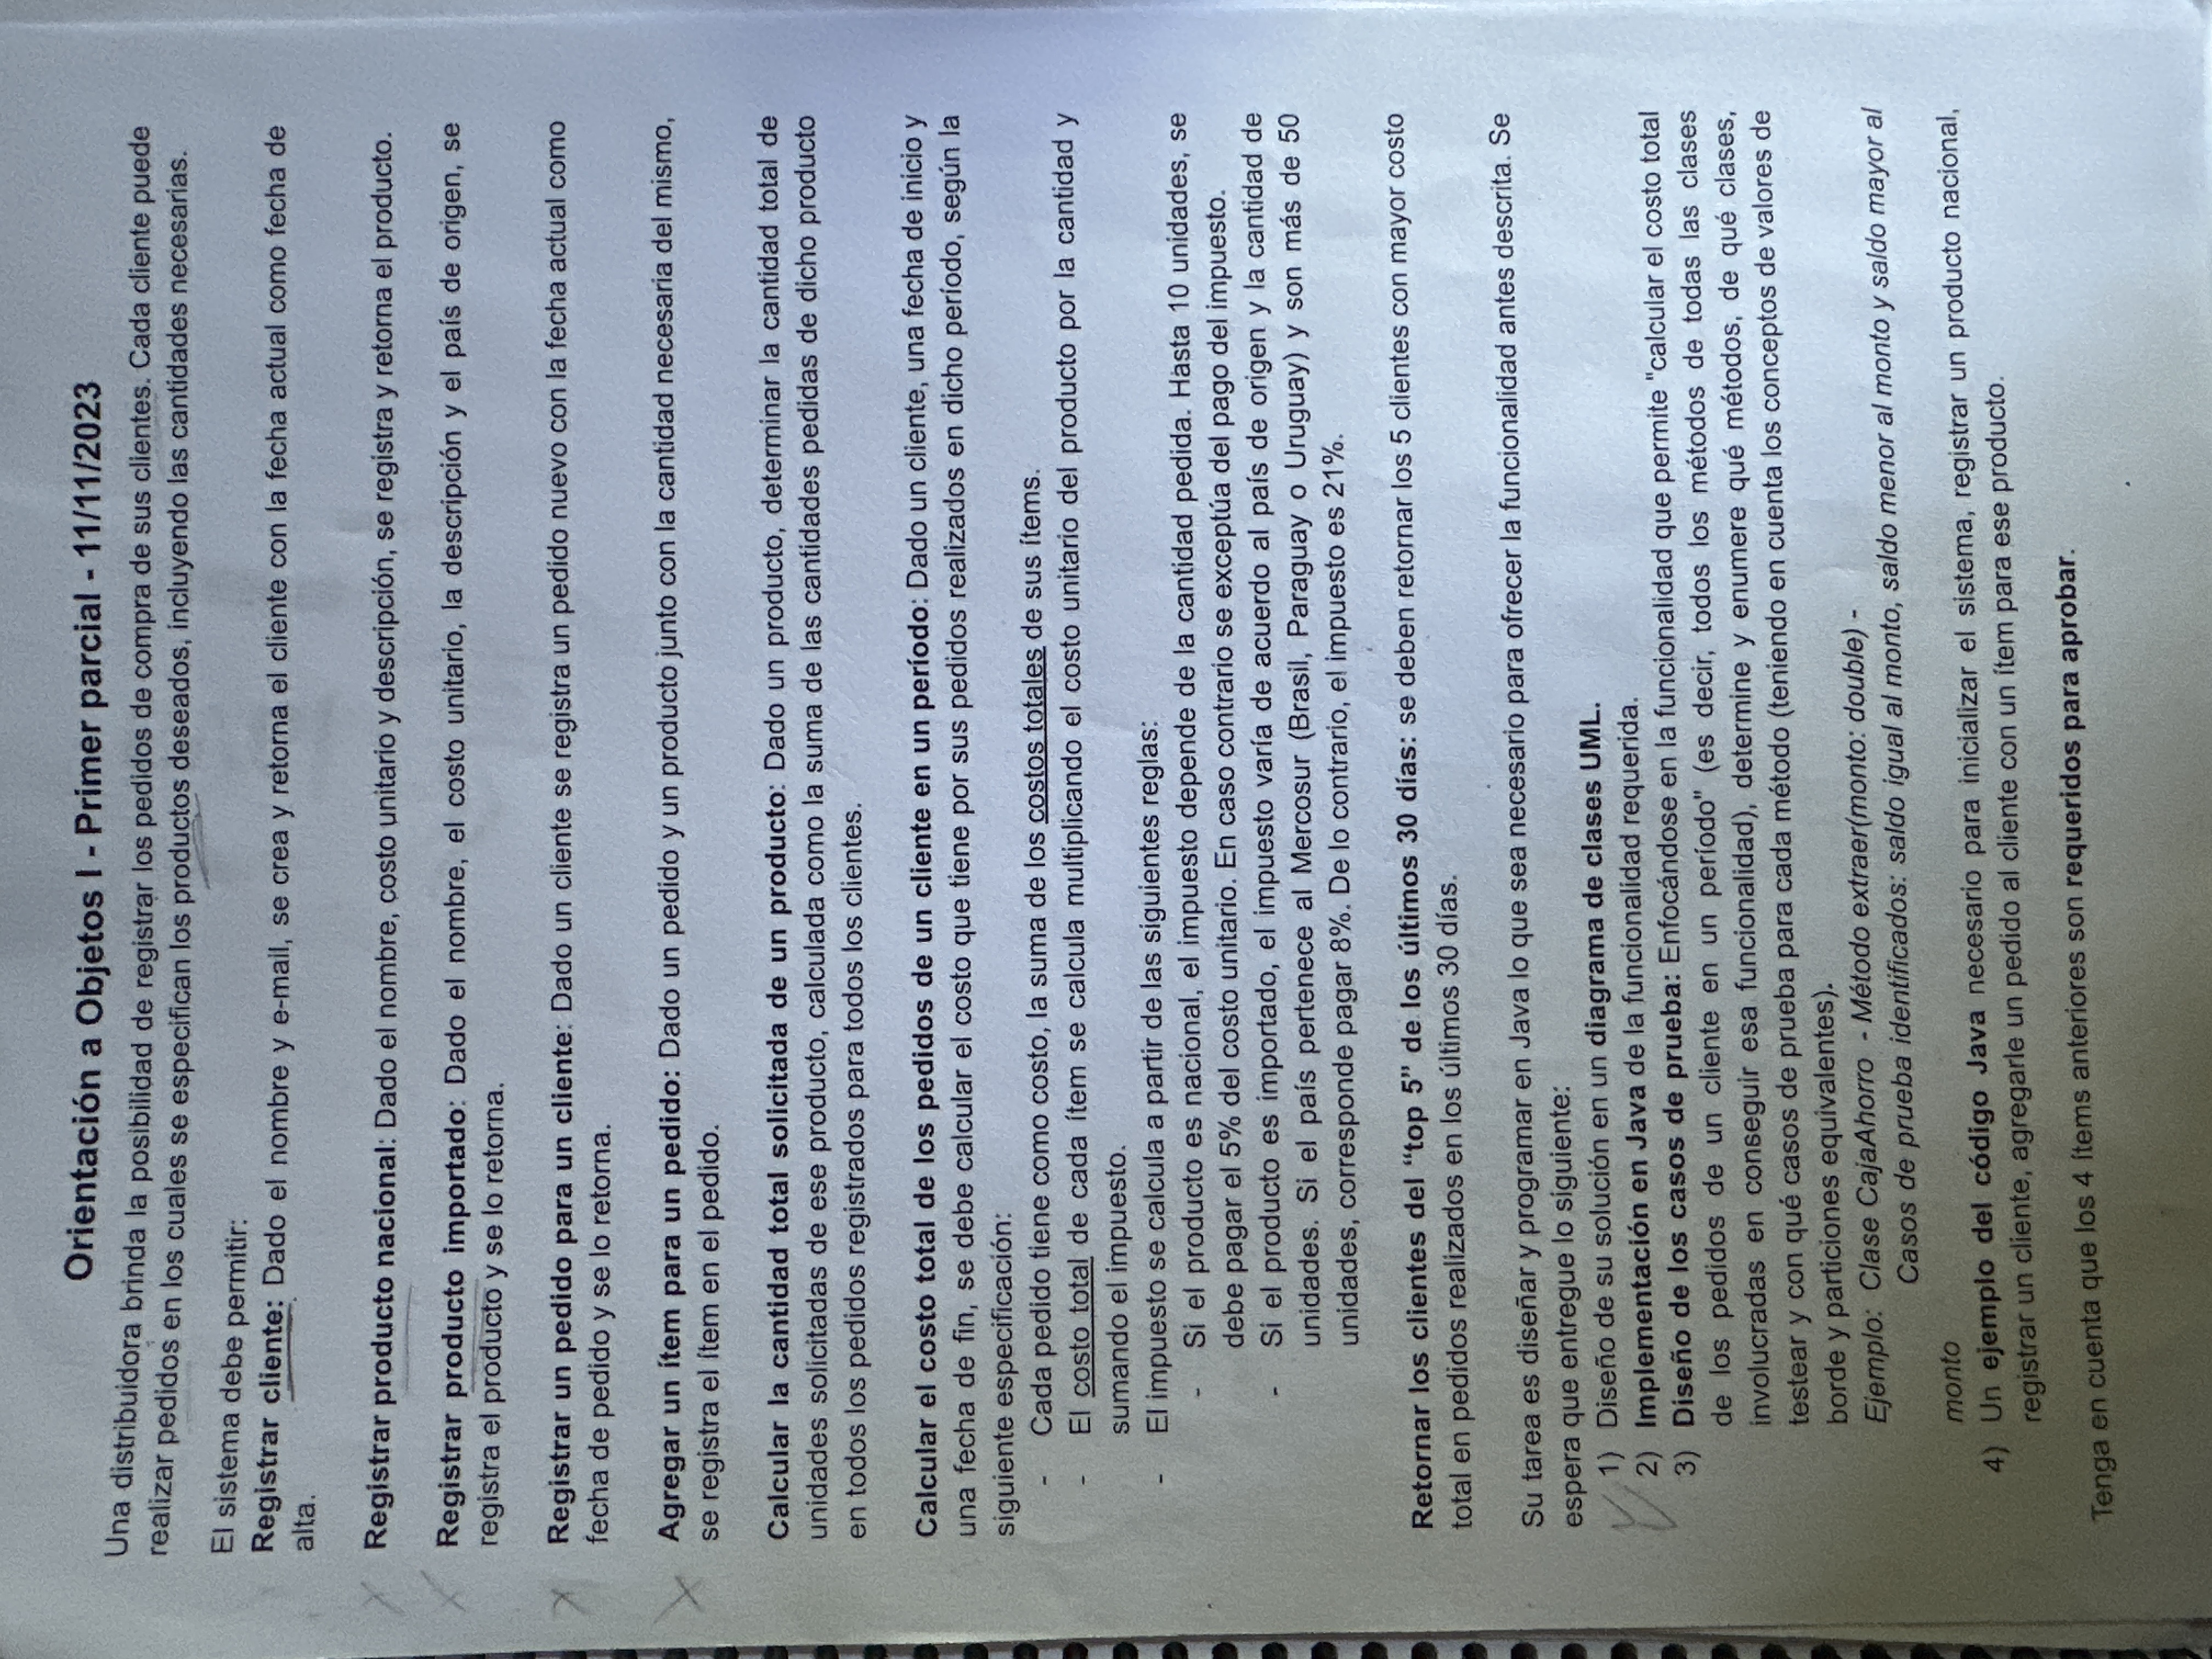 Orientación a Objetos I - Primer parcial - 11/11/2023
Una distribuidora brinda la posibilidad de registrar los pedidos de compra de sus clientes. Cada cliente puede
realizar pedidos en los cuales se especifican los productos deseados, incluyendo las cantidades necesarias.
El sistema debe permitir:
Registrar cliente: Dado el nombre y e-mail, se crea y retorna el cliente con la fecha actual como fecha de
alta.
Registrar producto nacional: Dado el nombre, costo unitario y descripción, se registra y retorna el producto.
Registrar producto importado: Dado el nombre, el costo unitario, la descripción y el país de origen, se
registra el producto y se lo retorna.
Registrar un pedido para un cliente: Dado un cliente se registra un pedido nuevo con la fecha actual como
fecha de pedido y se lo retorna.
Agregar un ítem para un pedido: Dado un pedido y un producto junto con la cantidad necesaria del mismo,
se registra el ítem en el pedido.
Calcular la cantidad total solicitada de un producto: Dado un producto, determinar la cantidad total de
unidades solicitadas de ese producto, calculada como la suma de las cantidades pedidas de dicho producto
en todos los pedidos registrados para todos los clientes.
Calcular el costo total de los pedidos de un cliente en un período: Dado un cliente, una fecha de inicio y
una fecha de fin, se debe calcular el costo que tiene por sus pedidos realizados en dicho período, según la
siguiente especificación:
- Cada pedido tiene como costo, la suma de los costos totales de sus ítems.
- El costo total de cada ítem se calcula multiplicando el costo unitario del producto por la cantidad y
sumando el impuesto.
- El impuesto se calcula a partir de las siguientes reglas:
- Si el producto es nacional, el impuesto depende de la cantidad pedida. Hasta 10 unidades, se
debe pagar el 5% del costo unitario. En caso contrario se exceptúa del pago del impuesto.
- Si el producto es importado, el impuesto varía de acuerdo al país de origen y la cantidad de
unidades. Si el país pertenece al Mercosur (Brasil, Paraguay o Uruguay) y son más de 50
unidades, corresponde pagar 8%. De lo contrario, el impuesto es 21%.
Retornar los clientes del “top 5” de los últimos 30 días: se deben retornar los 5 clientes con mayor costo
total en pedidos realizados en los últimos 30 días.
Su tarea es diseñar y programar en Java lo que sea necesario para ofrecer la funcionalidad antes descrita. Se
espera que entregue lo siguiente:
1) Diseño de su solución en un diagrama de clases UML.
2) Implementación en Java de la funcionalidad requerida.
3) Diseño de los casos de prueba: Enfocándose en la funcionalidad que permite "calcular el costo total
de los pedidos de un cliente en un período" (es decir, todos los métodos de todas las clases
involucradas en conseguir esa funcionalidad), determine y enumere qué métodos, de qué clases,
testear y con qué casos de prueba para cada método (teniendo en cuenta los conceptos de valores de
borde y particiones equivalentes).
Ejemplo: Clase CajaAhorro - Método extraer(monto: double) -
Casos de prueba identificados: saldo igual al monto, saldo menor al monto y saldo mayor al
monto
4) Un ejemplo del código Java necesario para inicializar el sistema, registrar un producto nacional,
registrar un cliente, agregarle un pedido al cliente con un ítem para ese producto.
Tenga en cuenta que los 4 ítems anteriores son requeridos para aprobar.